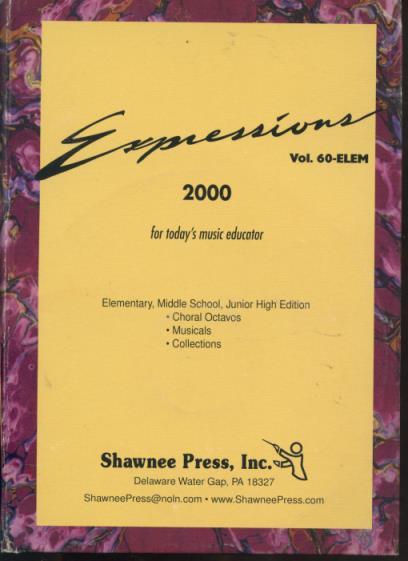 Expressions
Vol. 60-ELEM
2000
for today's music educator
Elementary, Middle School, Junior High Edition
• Choral Octavos
• Musicals
• Collections
Shawnee Press, Inc.
Delaware Water Gap, PA 18327
ShawneePress@noln.com • www.ShawneePress.com